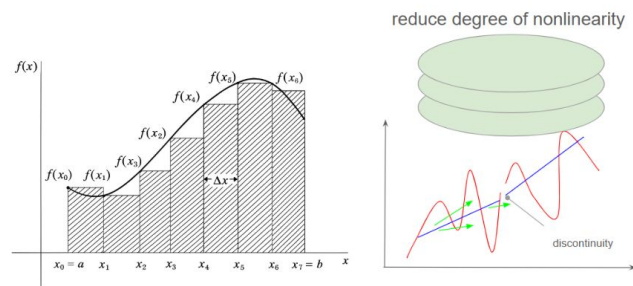 reduce degree of nonlinearity
f(x)
f(x₅)
f(x₆)
f(x₄)
f(x₂)
f(x₃)
f(x₀)
f(x₁)
Δx
discontinuity
x₀ = a
x₁
x₂
x₃
x₄
x₅
x₆
x₇ = b
x